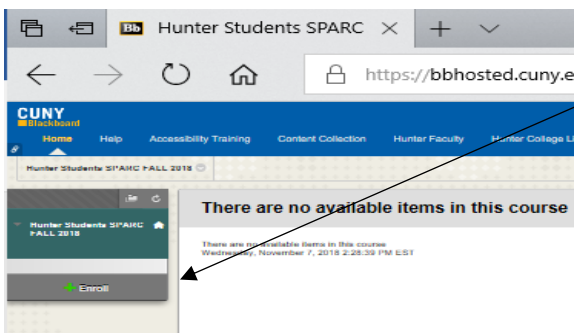 Hunter Students SPARC
https://bbhosted.cuny.e
CUNY
Blackboard
Home Help Accessibility Training Content Collection Hunter Faculty Hunter College Li
Hunter Students SPARC FALL 2018
There are no available items in this course
Hunter Students SPARC
FALL 2018
There are no available items in this course
Wednesday, November 7, 2018 2:28:39 PM EST
Enroll